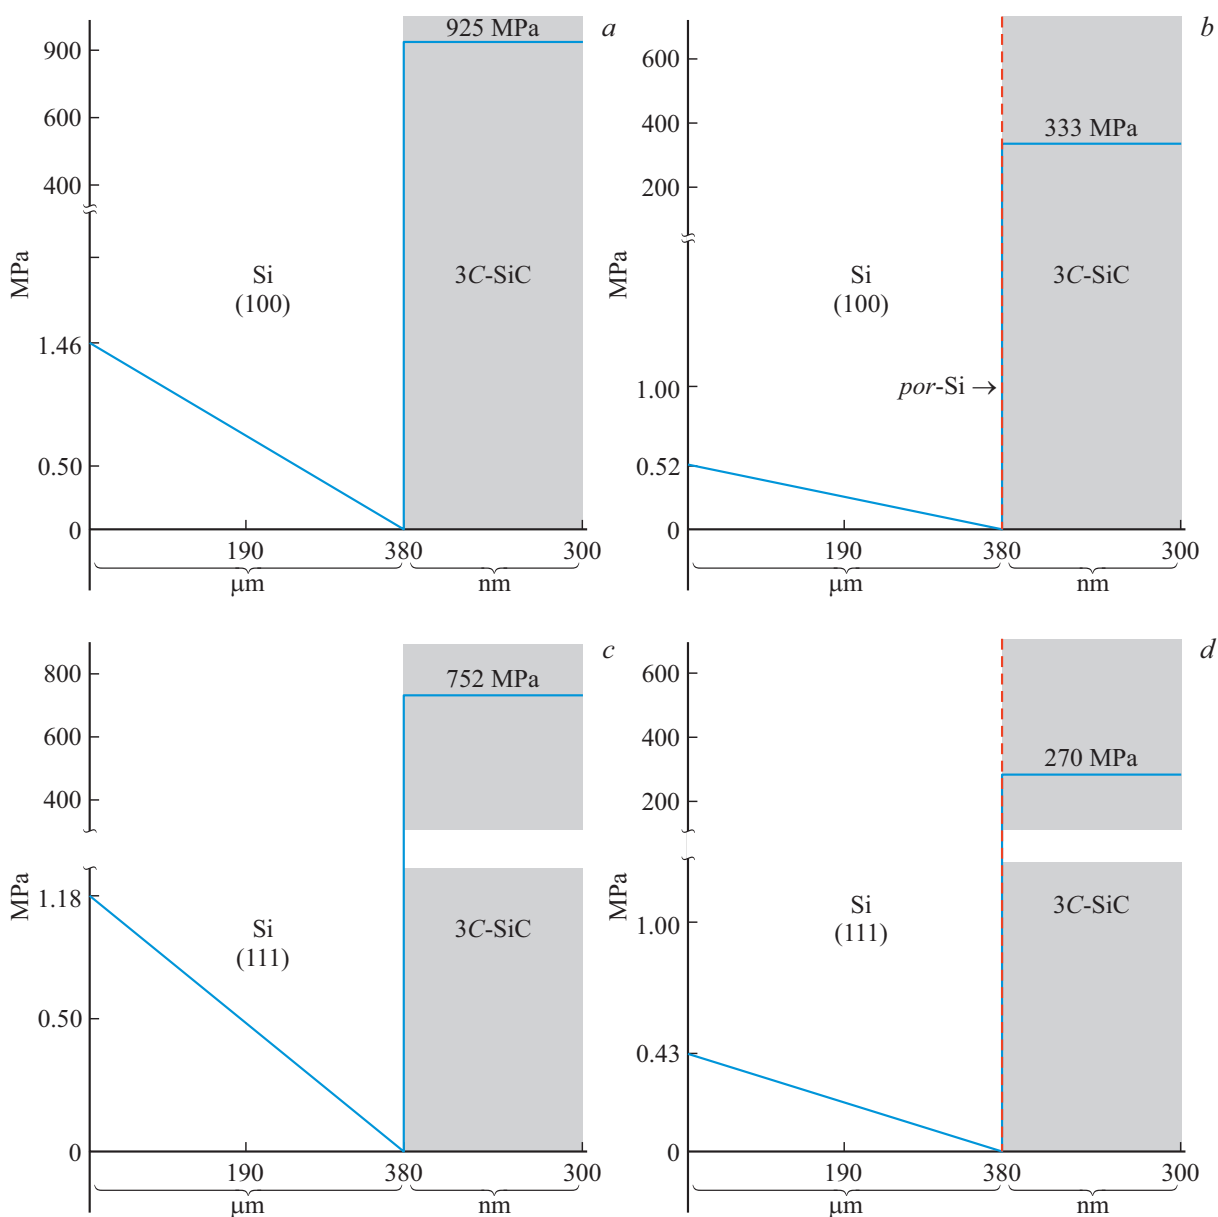 a
925 MPa
900
600
400
MPa
Si
(100)
3C-SiC
1.46
0.50
0
190
380
300
μm
nm
b
600
333 MPa
400
200
MPa
Si
(100)
3C-SiC
por-Si →
1.00
0.52
0
190
380
300
μm
nm
c
800
752 MPa
600
400
MPa
1.18
Si
(111)
3C-SiC
0.50
0
190
380
300
μm
nm
d
600
400
270 MPa
200
MPa
Si
(111)
3C-SiC
1.00
0.43
0
190
380
300
μm
nm